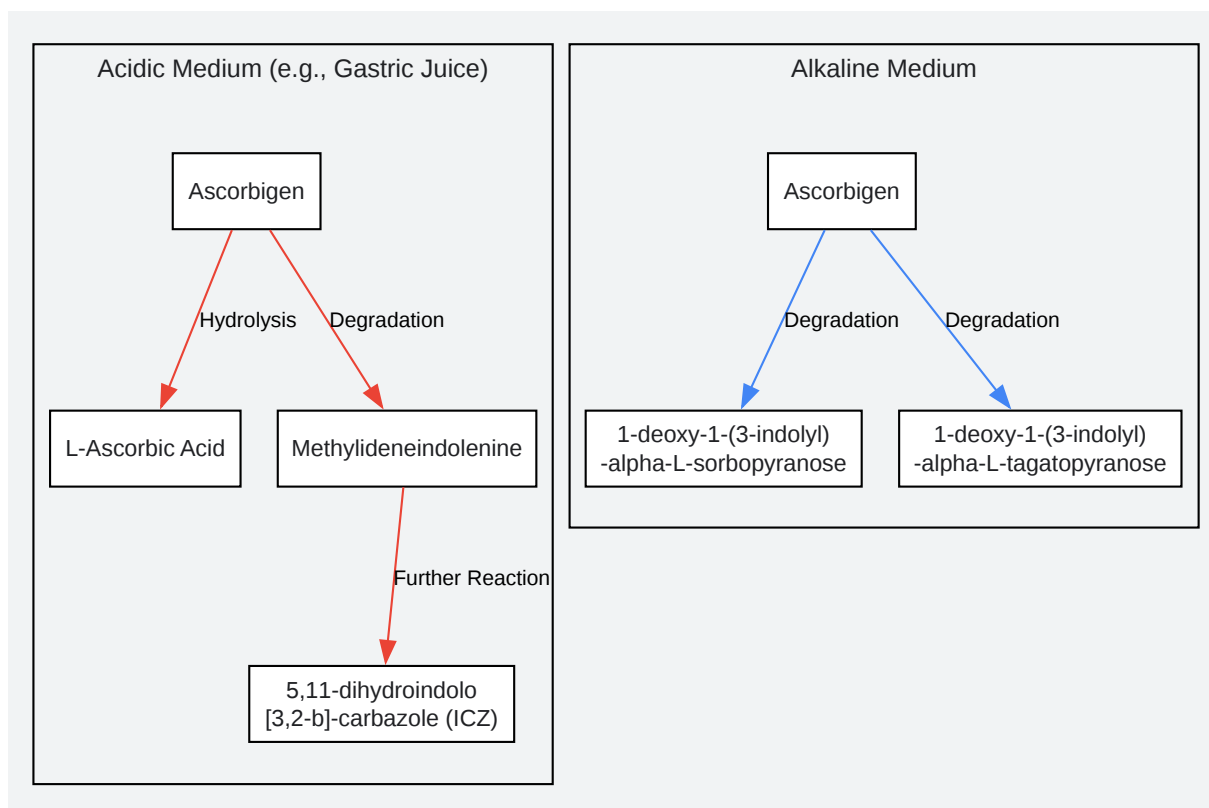 Acidic Medium (e.g., Gastric Juice)
Ascorbigen
Hydrolysis
Degradation
L-Ascorbic Acid
Methylideneindolenine
Further Reaction
5,11-dihydroindolo
[3,2-b]-carbazole (ICZ)
Alkaline Medium
Ascorbigen
Degradation
Degradation
1-deoxy-1-(3-indolyl)
-alpha-L-sorbopyranose
1-deoxy-1-(3-indolyl)
-alpha-L-tagatopyranose